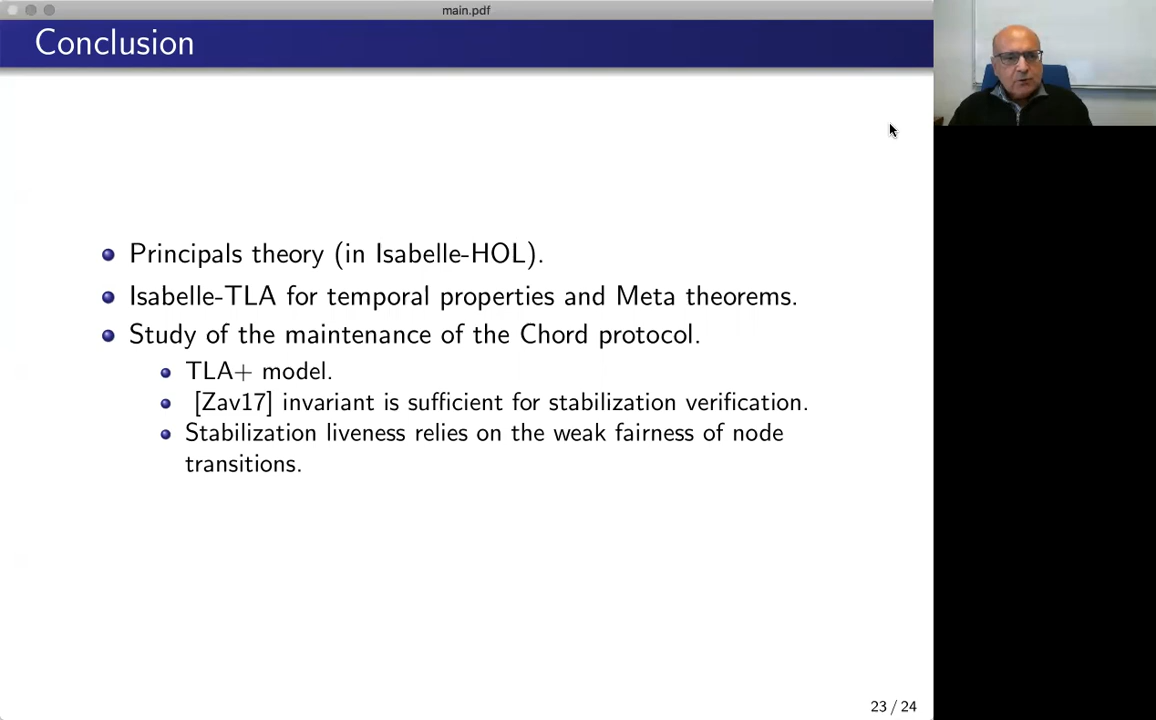 main.pdf
Conclusion
Principals theory (in Isabelle-HOL).
Isabelle-TLA for temporal properties and Meta theorems.
Study of the maintenance of the Chord protocol.
TLA+ model.
[Zav17] invariant is sufficient for stabilization verification.
Stabilization liveness relies on the weak fairness of node
transitions.
23 / 24